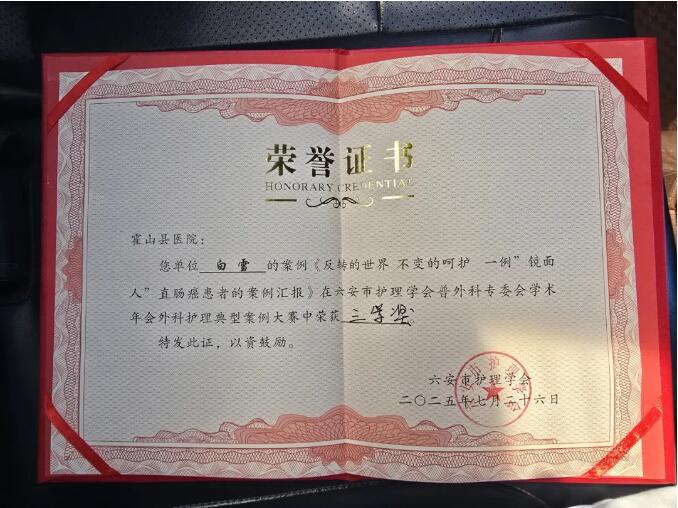 荣誉证书
HONORARY CREDENTIAL
霍山县医院：
您单位 白雪 的案例《反转的世界 不变的呵护 一例”镜面
人”直肠癌患者的案例汇报》在六安市护理学会普外科专委会学术
年会外科护理典型案例大赛中荣获 三等奖
特发此证，以资鼓励。
六安市护理学会
二〇二五年七月二十六日